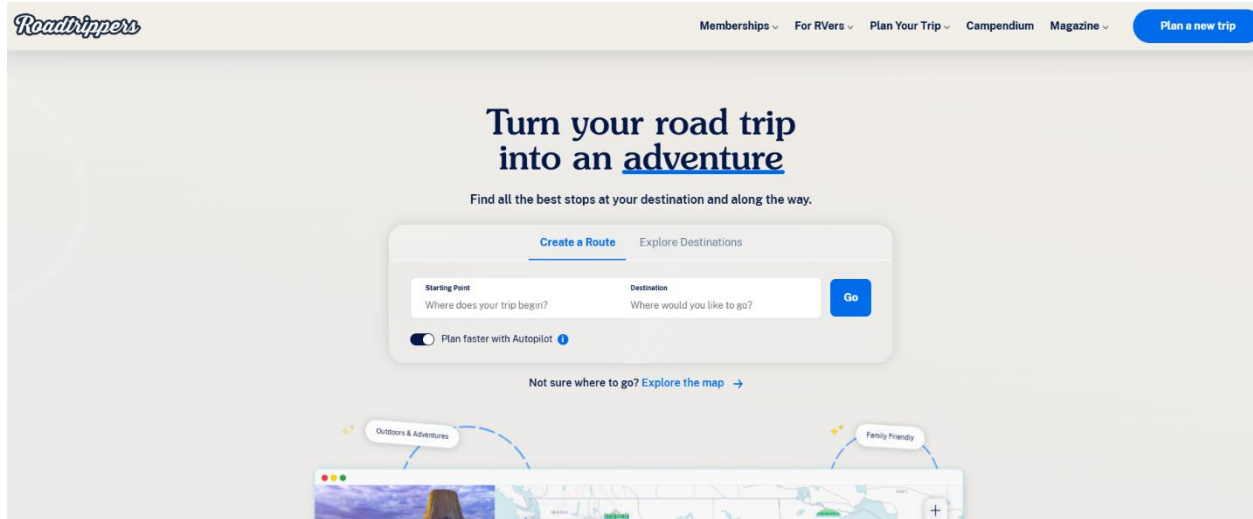 Roadtrippers
Memberships For RVers Plan Your Trip Campendium Magazine Plan a new trip
Turn your road trip
into an adventure
Find all the best stops at your destination and along the way.
Create a Route Explore Destinations
Starting Point Destination
Where does your trip begin? Where would you like to go? Go
Plan faster with Autopilot i
Not sure where to go? Explore the map →
Outdoors & Adventures Family Friendly
+